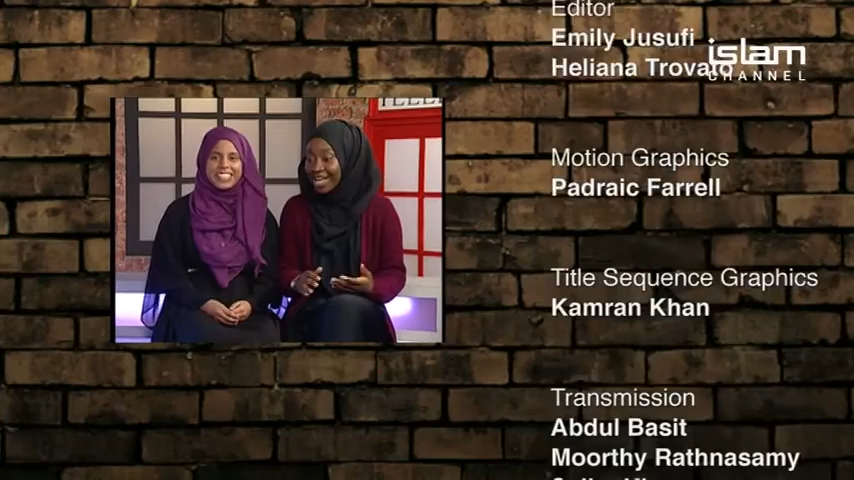 Editor
Emily Jusufi
Heliana Trovato
islam
CHANNEL
Motion Graphics
Padraic Farrell
Title Sequence Graphics
Kamran Khan
Transmission
Abdul Basit
Moorthy Rathnasamy